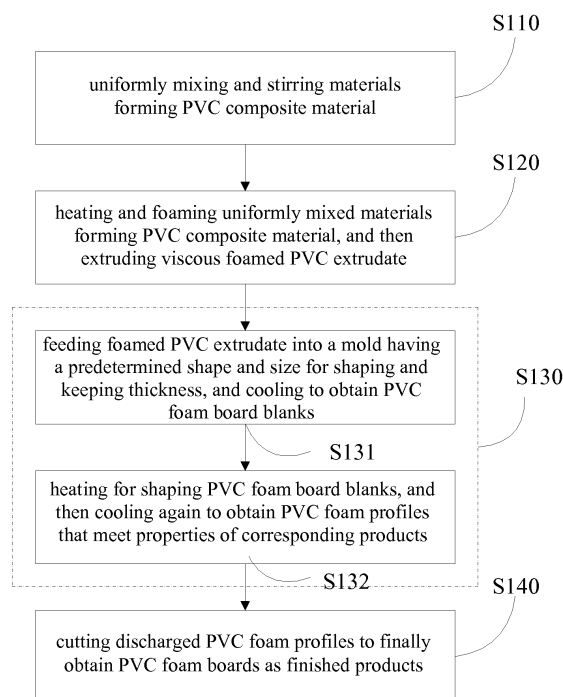 S110
uniformly mixing and stirring materials
forming PVC composite material
S120
heating and foaming uniformly mixed materials
forming PVC composite material, and then
extruding viscous foamed PVC extrudate
feeding foamed PVC extrudate into a mold having
a predetermined shape and size for shaping and
keeping thickness, and cooling to obtain PVC
foam board blanks
S130
S131
heating for shaping PVC foam board blanks, and
then cooling again to obtain PVC foam profiles
that meet properties of corresponding products
S132
S140
cutting discharged PVC foam profiles to finally
obtain PVC foam boards as finished products